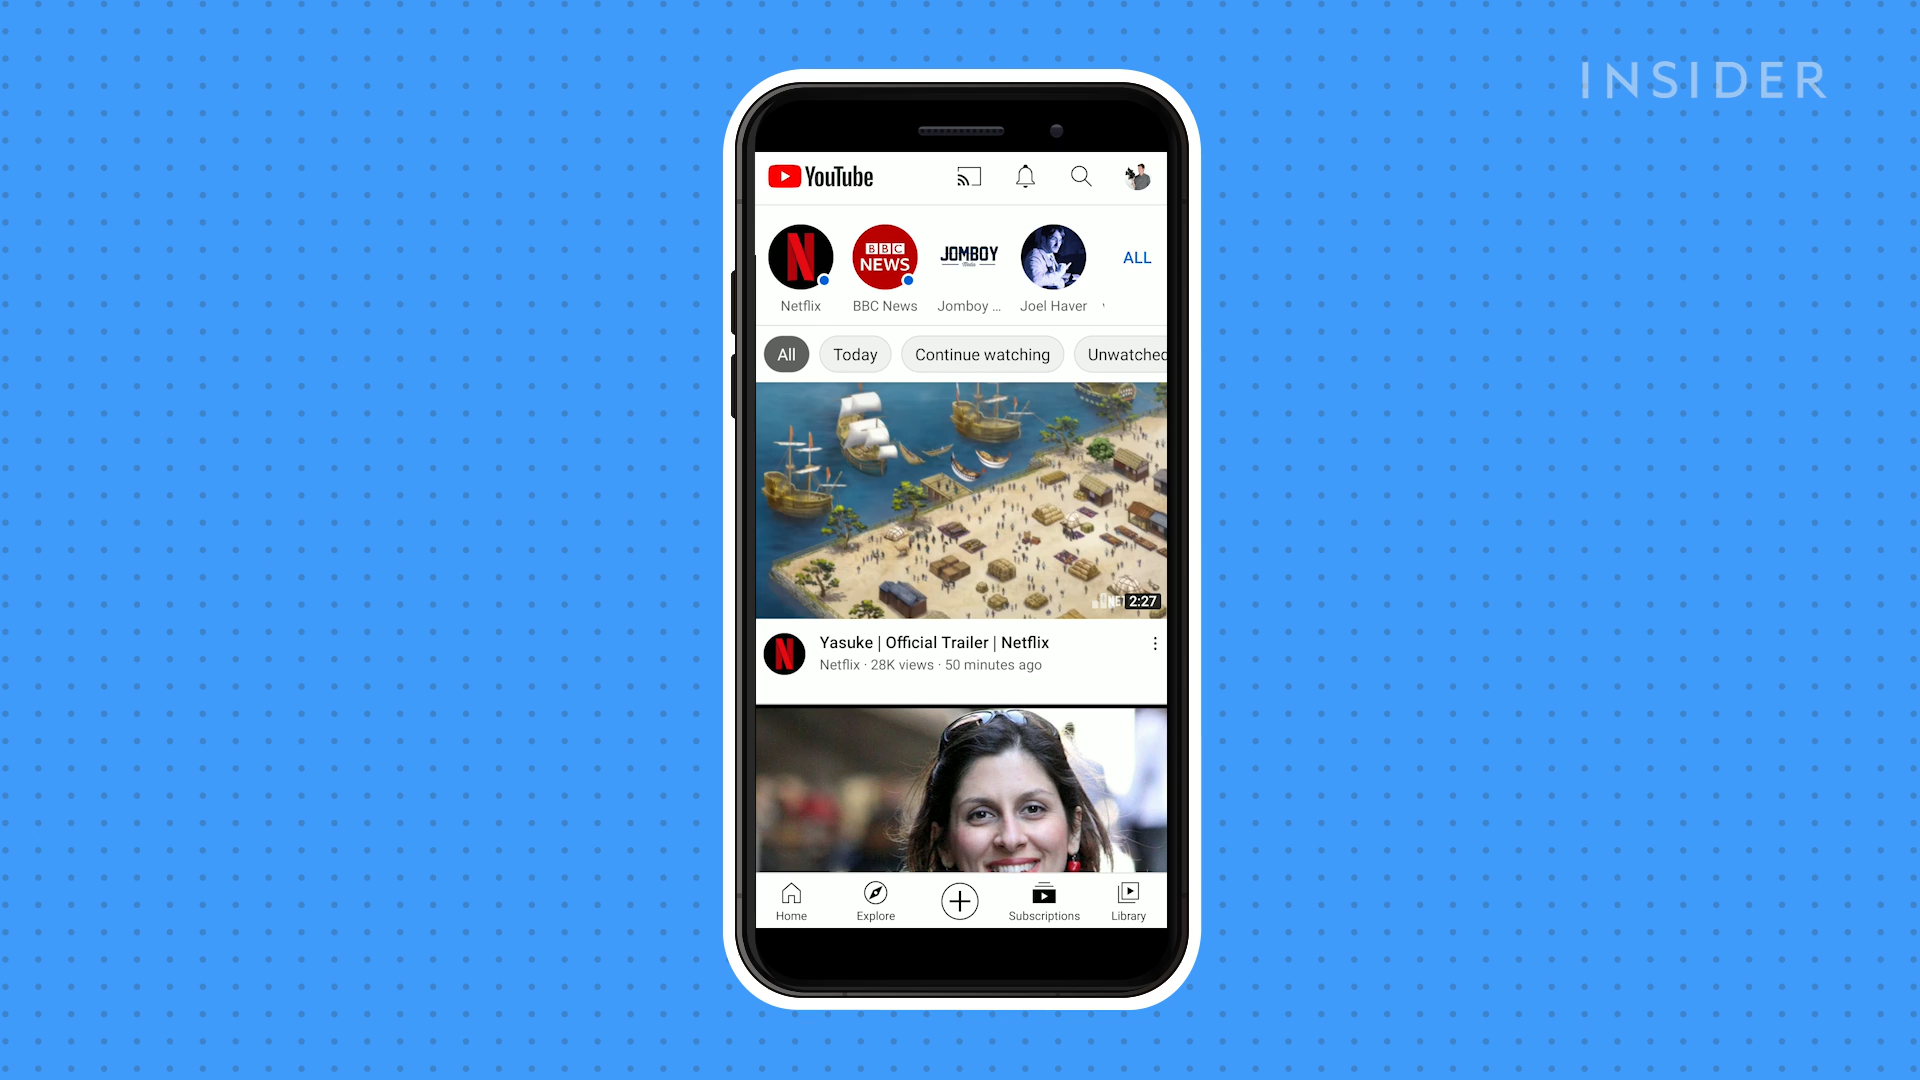 INSIDER
YouTube
N
BBC
NEWS
JOMBOY
ALL
Netflix
BBC News
Jomboy ...
Joel Haver
All
Today
Continue watching
Unwatched
NET
2:27
N
Yasuke | Official Trailer | Netflix
Netflix · 28K views · 50 minutes ago
Home
Explore
Subscriptions
Library